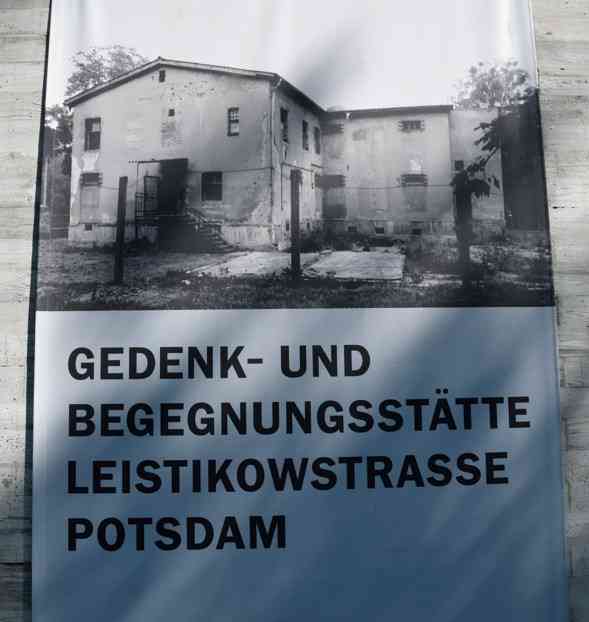 GEDENK- UND
BEGEGNUNGSSTÄTTE
LEISTIKOWSTRASSE
POTSDAM